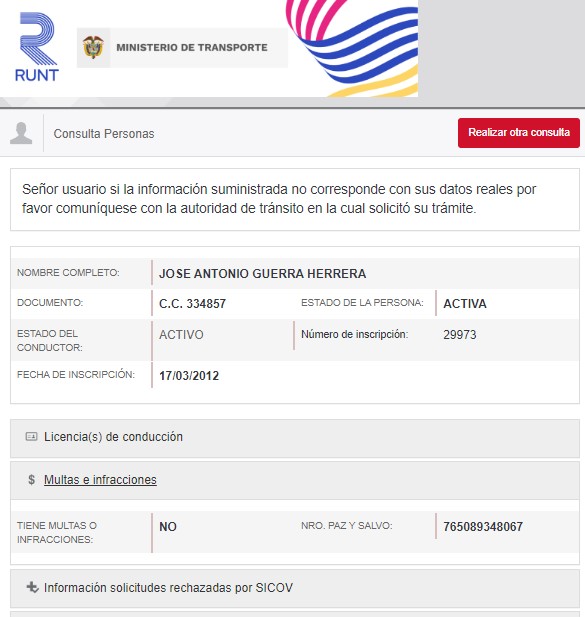 RUNT
MINISTERIO DE TRANSPORTE
Consulta Personas
Realizar otra consulta
Señor usuario si la información suministrada no corresponde con sus datos reales por
favor comuníquese con la autoridad de tránsito en la cual solicitó su trámite.
NOMBRE COMPLETO: JOSE ANTONIO GUERRA HERRERA
DOCUMENTO: C.C. 334857 ESTADO DE LA PERSONA: ACTIVA
ESTADO DEL
CONDUCTOR: ACTIVO Número de inscripción: 29973
FECHA DE INSCRIPCIÓN: 17/03/2012
Licencia(s) de conducción
$ Multas e infracciones
TIENE MULTAS O
INFRACCIONES: NO NRO. PAZ Y SALVO: 765089348067
Información solicitudes rechazadas por SICOV